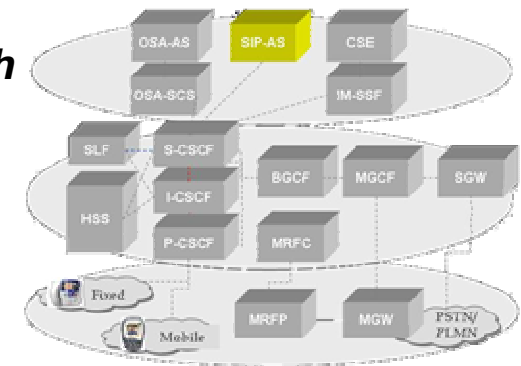 h
OSA-AS
SIP-AS
CSE
OSA-SCS
IM-SSF
SLF
S-CSCF
HSS
I-CSCF
BGCF
MGCF
SGW
P-CSCF
MRFC
Fixed
Mobile
MRFP
MGW
PSTN/
PLMN